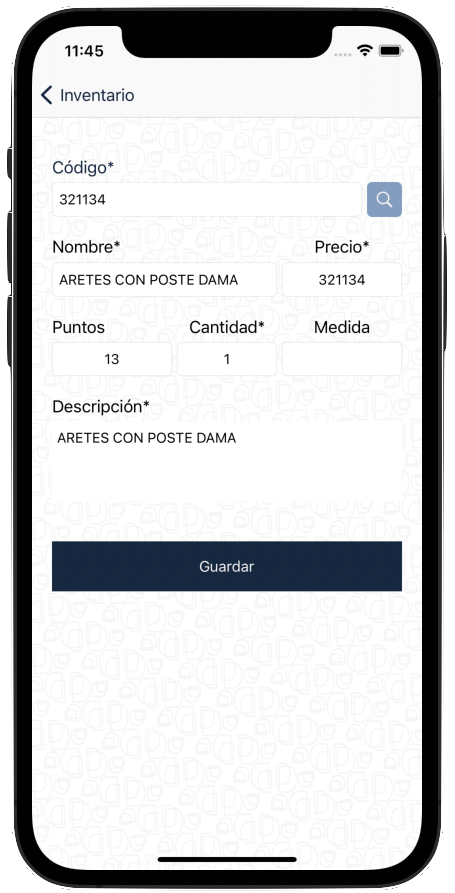 11:45
Inventario
Código*
321134
Nombre* Precio*
ARETES CON POSTE DAMA 321134
Puntos Cantidad* Medida
13 1
Descripción*
ARETES CON POSTE DAMA
Guardar